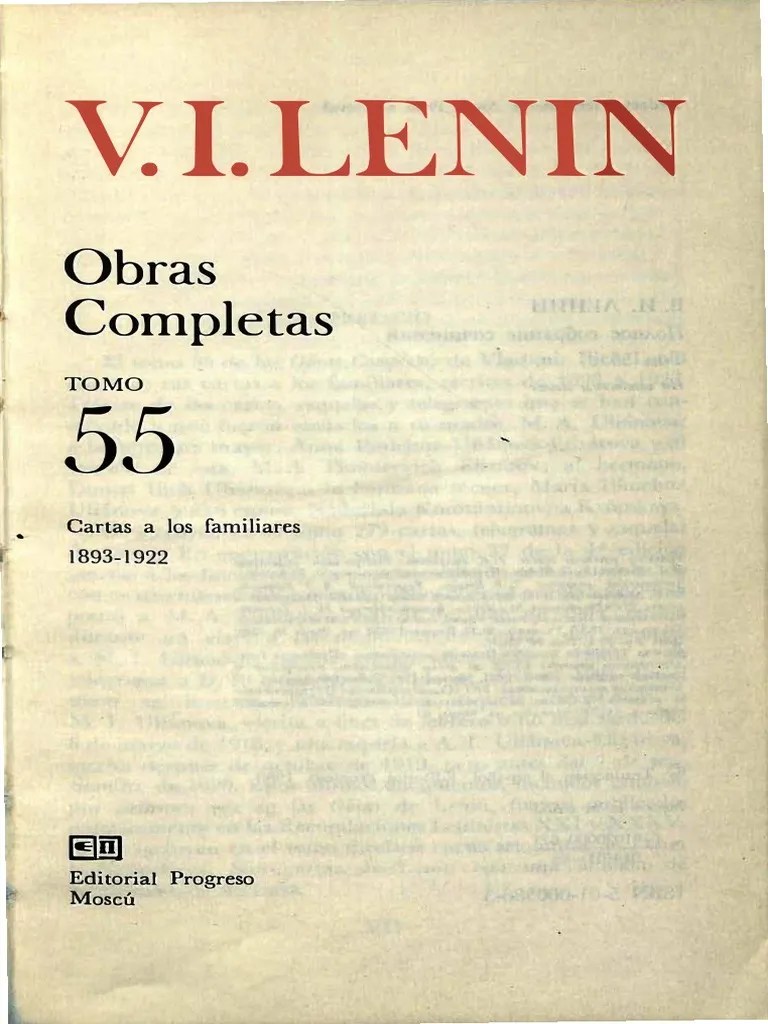 V. I. LENIN
Obras
Completas
TOMO
55
Cartas a los familiares
1893-1922
Editorial Progreso
Moscú